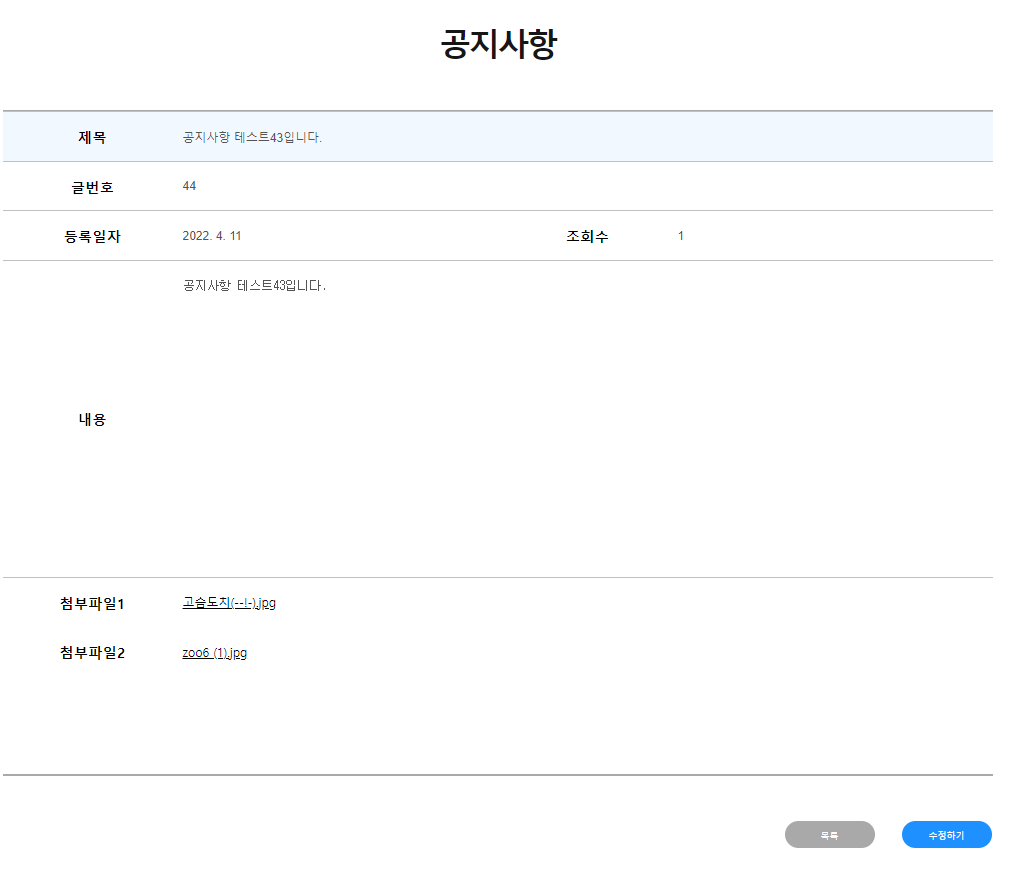 공지사항
제목 공지사항 테스트43입니다.
글번호 44
등록일자 2022. 4. 11 조회수 1
공지사항 테스트43입니다.
내용
첨부파일1 고슴도치(--!-).jpg
첨부파일2 zoo6 (1).jpg
목록 수정하기